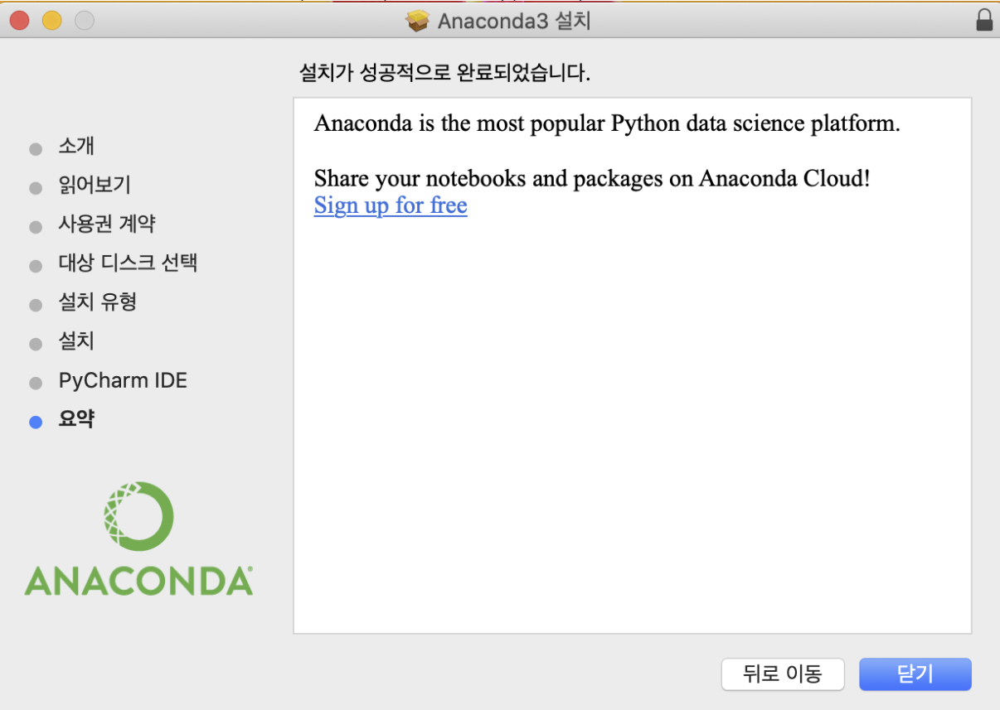 Anaconda3 설치
설치가 성공적으로 완료되었습니다.
소개
읽어보기
사용권 계약
대상 디스크 선택
설치 유형
설치
PyCharm IDE
요약
ANACONDA®
Anaconda is the most popular Python data science platform.
Share your notebooks and packages on Anaconda Cloud!
Sign up for free
뒤로 이동
닫기